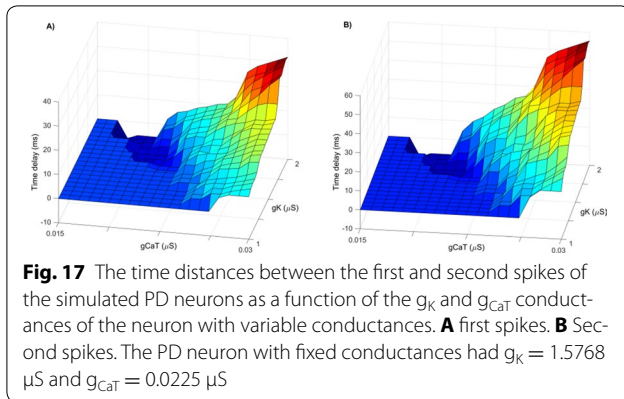 A)
40
30
20
10
0
-10
Time delay (ms)
0.015
gCaT (μS)
0.03
1
gK (μS)
2
B)
60
50
40
30
20
10
0
-10
Time delay (ms)
0.015
gCaT (μS)
0.03
1
gK (μS)
2
Fig. 17 The time distances between the first and second spikes of
the simulated PD neurons as a function of the gK and gCaT conduct-
ances of the neuron with variable conductances. A first spikes. B Sec-
ond spikes. The PD neuron with fixed conductances had gK = 1.5768
μS and gCaT = 0.0225 μS